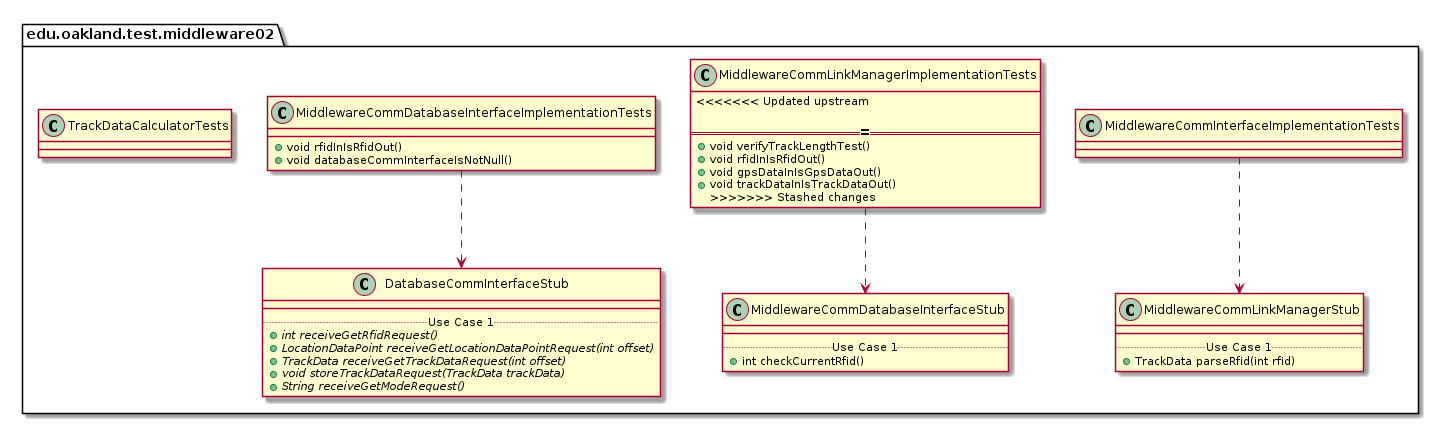 edu.oakland.test.middleware02
C TrackDataCalculatorTests
C MiddlewareCommDatabaseInterfaceImplementationTests
void rfidInIsRfidOut()
void databaseCommInterfaceIsNotNull()
C MiddlewareCommLinkManagerImplementationTests
<<<<<<< Updated upstream
=
void verifyTrackLengthTest()
void rfidInIsRfidOut()
void gpsDataInIsGpsDataOut()
void trackDataInIsTrackDataOut()
>>>>>>> Stashed changes
C MiddlewareCommInterfaceImplementationTests
C DatabaseCommInterfaceStub
Use Case 1
int receiveGetRfidRequest()
LocationDataPoint receiveGetLocationDataPointRequest(int offset)
TrackData receiveGetTrackDataRequest(int offset)
void storeTrackDataRequest(TrackData trackData)
String receiveGetModeRequest()
C MiddlewareCommDatabaseInterfaceStub
Use Case 1
int checkCurrentRfid()
C MiddlewareCommLinkManagerStub
Use Case 1
TrackData parseRfid(int rfid)